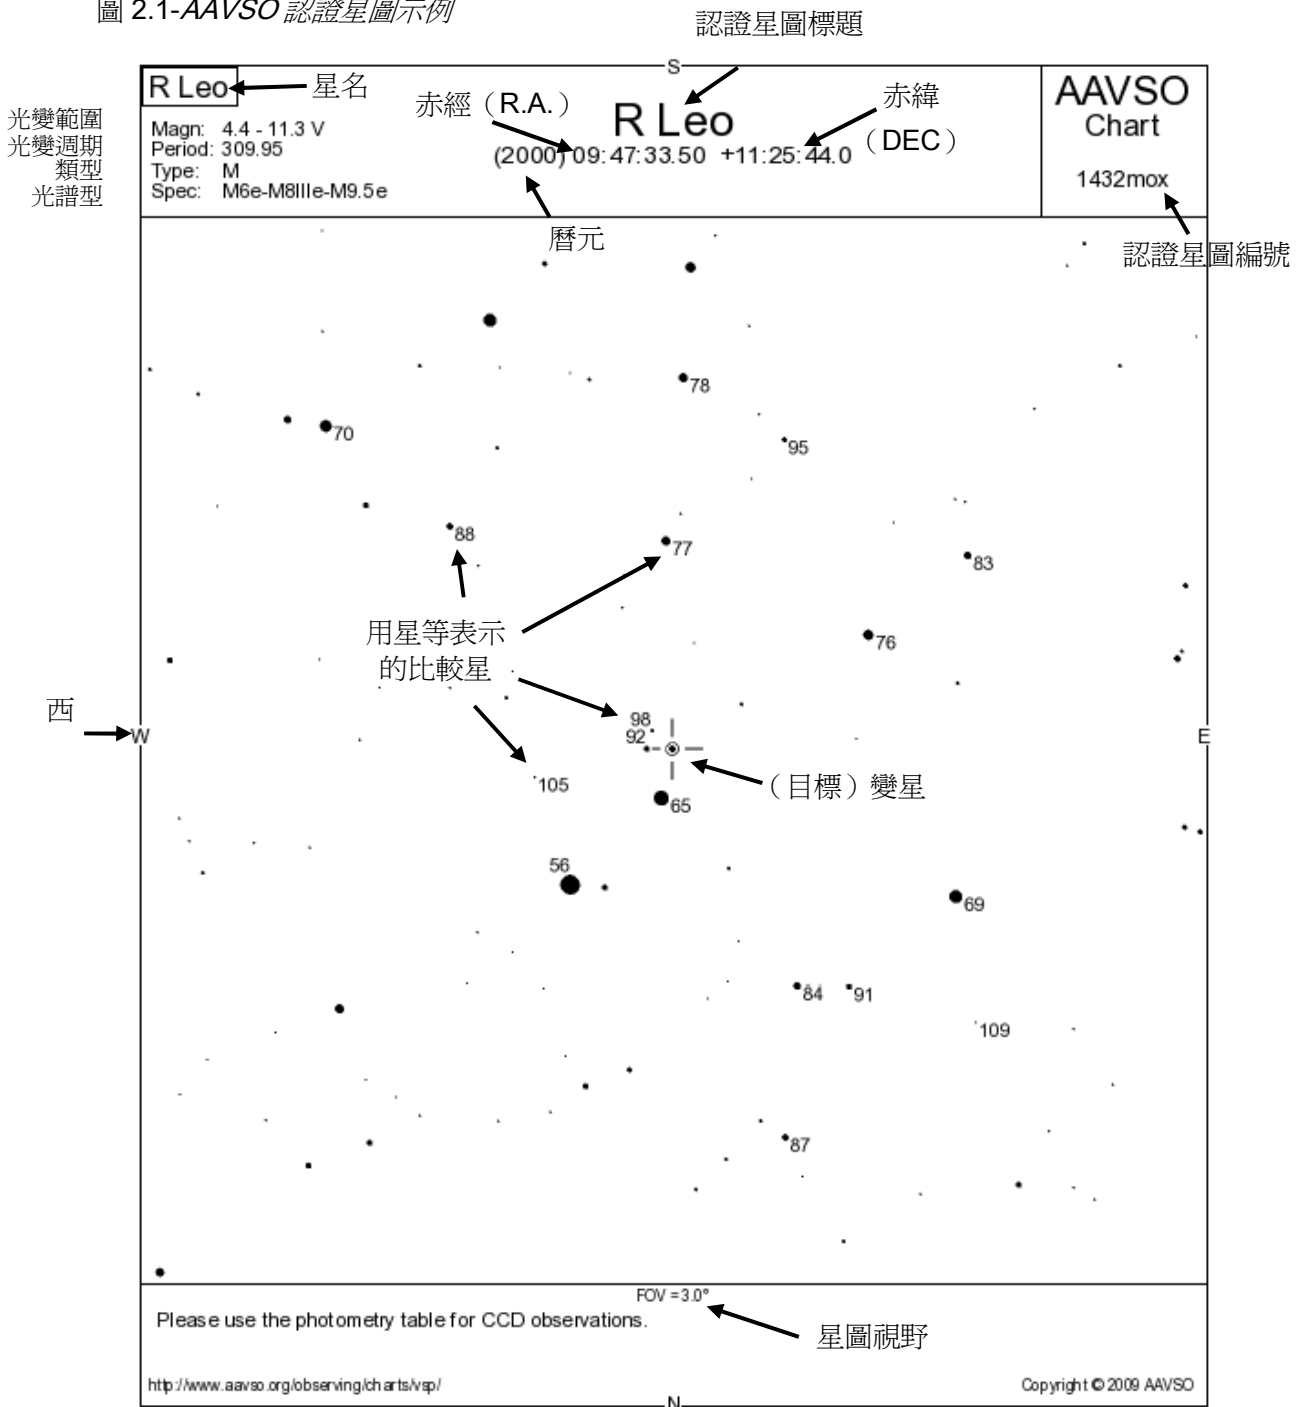 圖 2.1-AAVSO 認證星圖示例
認證星圖標題
S
R Leo
星名
光變範圍
光變週期
類型
光譜型
Magn: 4.4 - 11.3 V
Period: 309.95
Type: M
Spec: M6e-M8IIIe-M9.5e
赤經（R.A.）
R Leo
赤緯
（DEC）
(2000) 09:47:33.50 +11:25:44.0
曆元
AAVSO
Chart
1432mox
認證星圖編號
78
70
95
88
77
83
76
用星等表示
的比較星
西
W
98
92
E
105
（目標）變星
65
56
69
84
91
109
87
FOV = 3.0°
Please use the photometry table for CCD observations.
星圖視野
http://www.aavso.org/observing/charts/vsp/
Copyright © 2009 AAVSO
N